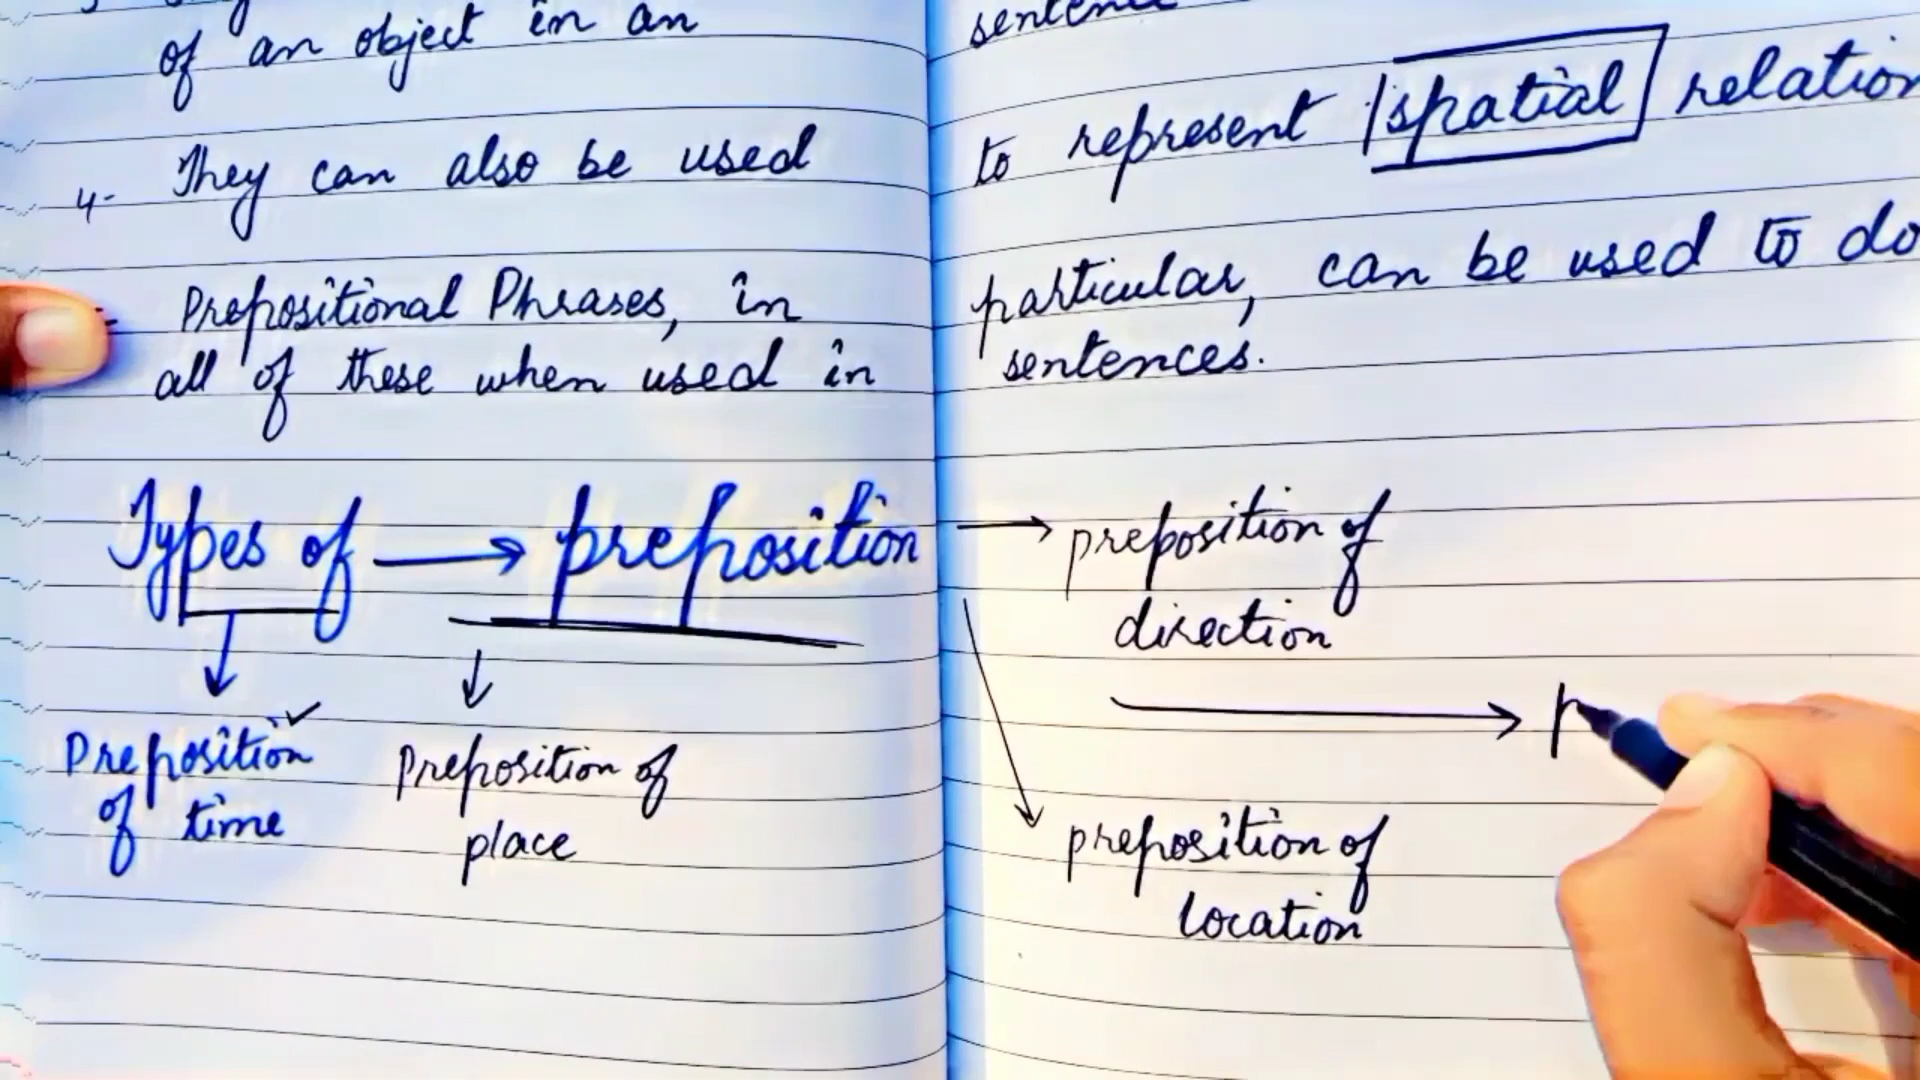 of an object in an sentence
4- They can also be used to represent spatial relation
Prepositional Phrases, in particular, can be used to do
all of these when used in sentences.
Types of → preposition → preposition of
direction
→ p
Preposition
of time
Preposition of
place
preposition of
location